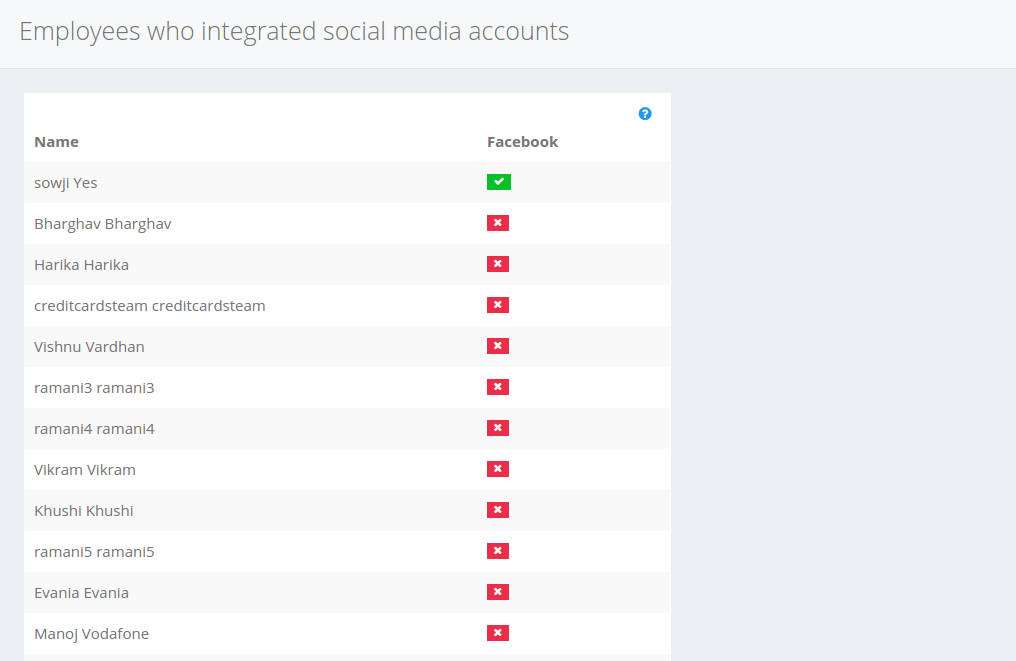 Employees who integrated social media accounts
?
Name Facebook
sowji Yes
Bharghav Bharghav
Harika Harika
creditcardsteam creditcardsteam
Vishnu Vardhan
ramani3 ramani3
ramani4 ramani4
Vikram Vikram
Khushi Khushi
ramani5 ramani5
Evania Evania
Manoj Vodafone